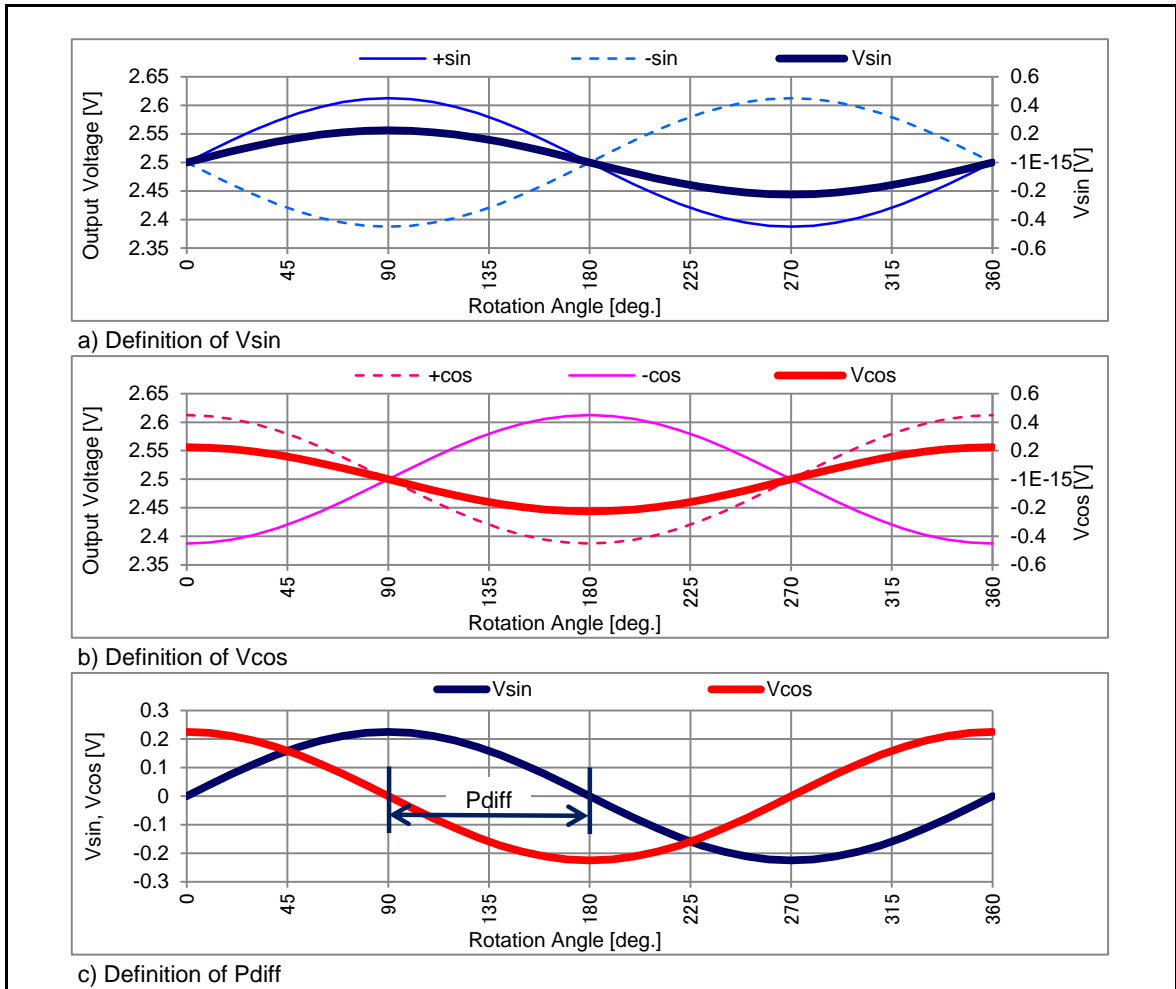 +sin -sin Vsin
Output Voltage [V]
2.65
2.6
2.55
2.5
2.45
2.4
2.35
0.6
0.4
0.2
-1E-15
-0.2
-0.4
-0.6
Vsin [V]
0 45 90 135 180 225 270 315 360
Rotation Angle [deg.]
a) Definition of Vsin
+cos -cos Vcos
Output Voltage [V]
2.65
2.6
2.55
2.5
2.45
2.4
2.35
0.6
0.4
0.2
-1E-15
-0.2
-0.4
-0.6
Vcos [V]
0 45 90 135 180 225 270 315 360
Rotation Angle [deg.]
b) Definition of Vcos
Vsin Vcos
Vsin, Vcos [V]
0.3
0.2
0.1
0
-0.1
-0.2
-0.3
Pdiff
0 45 90 135 180 225 270 315 360
Rotation Angle [deg.]
c) Definition of Pdiff